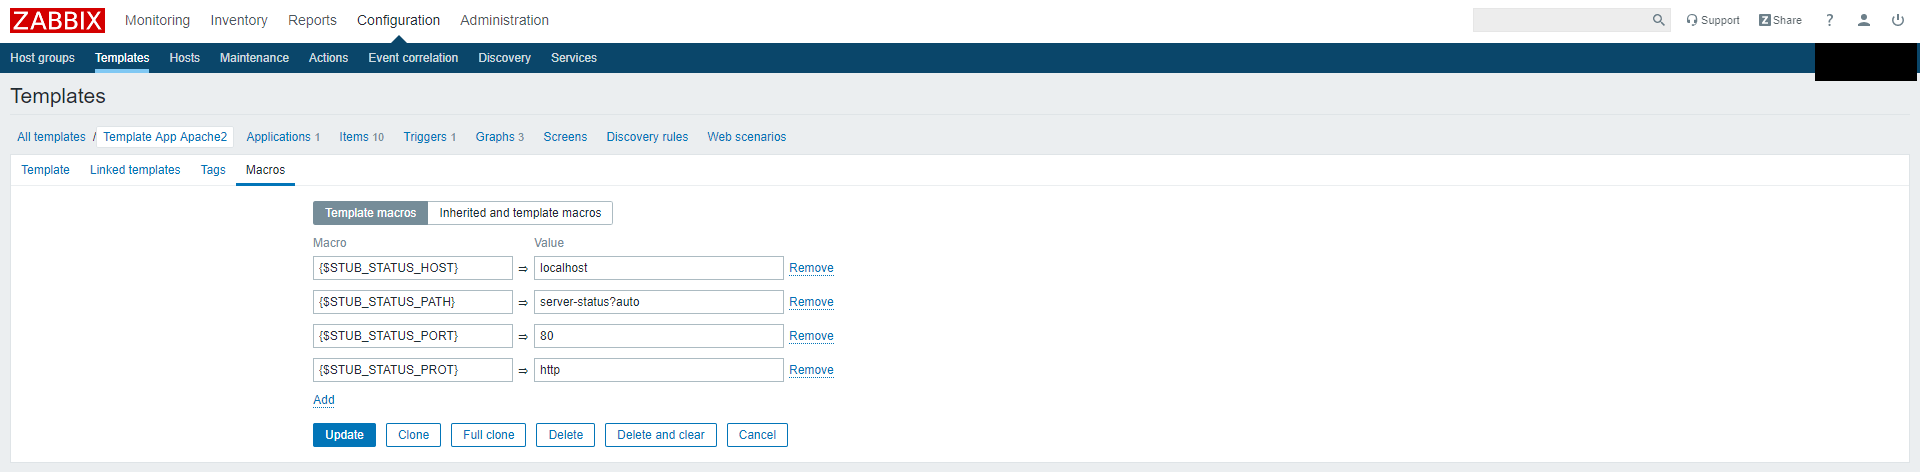 ZABBIX Monitoring Inventory Reports Configuration Administration Support Z Share ?
Host groups Templates Hosts Maintenance Actions Event correlation Discovery Services
Templates
All templates / Template App Apache2 Applications 1 Items 10 Triggers 1 Graphs 3 Screens Discovery rules Web scenarios
Template Linked templates Tags Macros
Template macros Inherited and template macros
Macro Value
{$STUB_STATUS_HOST} ⇒ localhost Remove
{$STUB_STATUS_PATH} ⇒ server-status?auto Remove
{$STUB_STATUS_PORT} ⇒ 80 Remove
{$STUB_STATUS_PROT} ⇒ http Remove
Add
Update Clone Full clone Delete Delete and clear Cancel